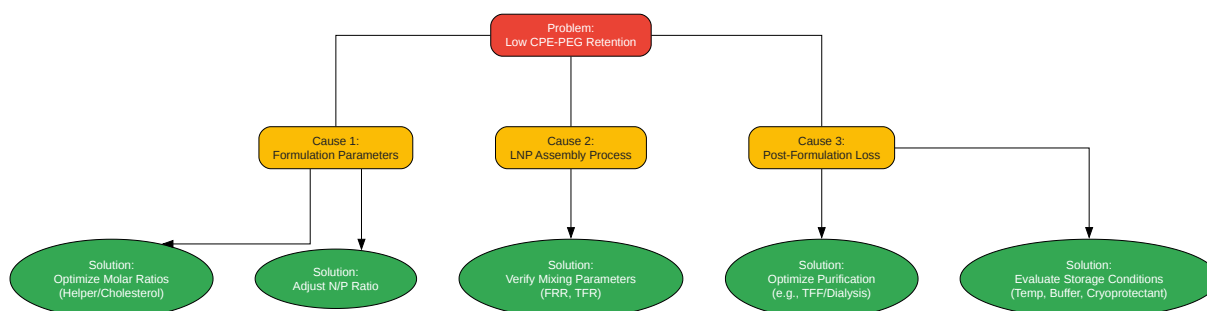 Problem:
Low CPE-PEG Retention
Cause 1:
Formulation Parameters
Cause 2:
LNP Assembly Process
Cause 3:
Post-Formulation Loss
Solution:
Optimize Molar Ratios
(Helper/Cholesterol)
Solution:
Adjust N/P Ratio
Solution:
Verify Mixing Parameters
(FRR, TFR)
Solution:
Optimize Purification
(e.g., TFF/Dialysis)
Solution:
Evaluate Storage Conditions
(Temp, Buffer, Cryoprotectant)